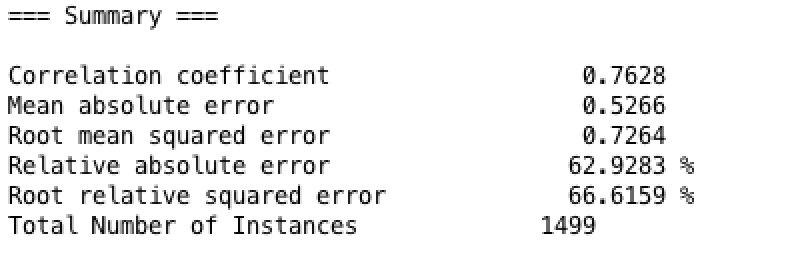 === Summary ===
Correlation coefficient 0.7628
Mean absolute error 0.5266
Root mean squared error 0.7264
Relative absolute error 62.9283 %
Root relative squared error 66.6159 %
Total Number of Instances 1499